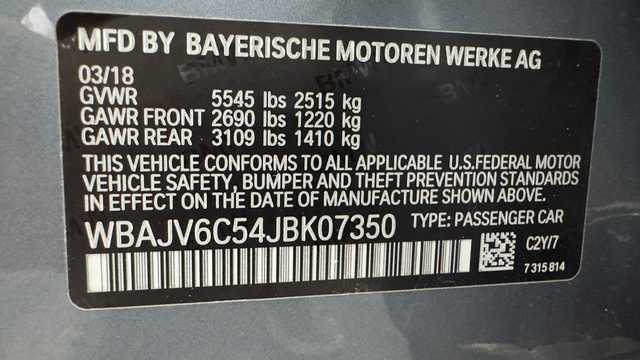 MFD BY BAYERISCHE MOTOREN WERKE AG
03/18
GVWR 5545 lbs 2515 kg
GAWR FRONT 2690 lbs 1220 kg
GAWR REAR 3109 lbs 1410 kg
THIS VEHICLE CONFORMS TO ALL APPLICABLE U.S.FEDERAL MOTOR
VEHICLE SAFETY, BUMPER AND THEFT PREVENTION STANDARDS
IN EFFECT ON THE DATE OF MANUFACTURE SHOWN ABOVE.
WBAJV6C54JBK07350 TYPE: PASSENGER CAR
C2Y/7
7 315 814